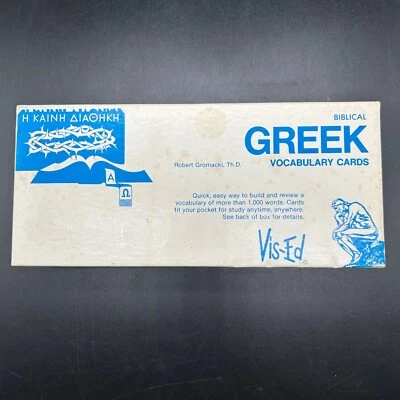 Η ΚΑΙΝΗ ΔΙΑΘΗΚΗ
Α
Ω
BIBLICAL
GREEK
VOCABULARY CARDS
Robert Gromacki, Th.D.
Quick, easy way to build and review a
vocabulary of more than 1,000 words. Cards
fit your pocket for study anytime, anywhere.
See back of box for details.
Vis-Ed